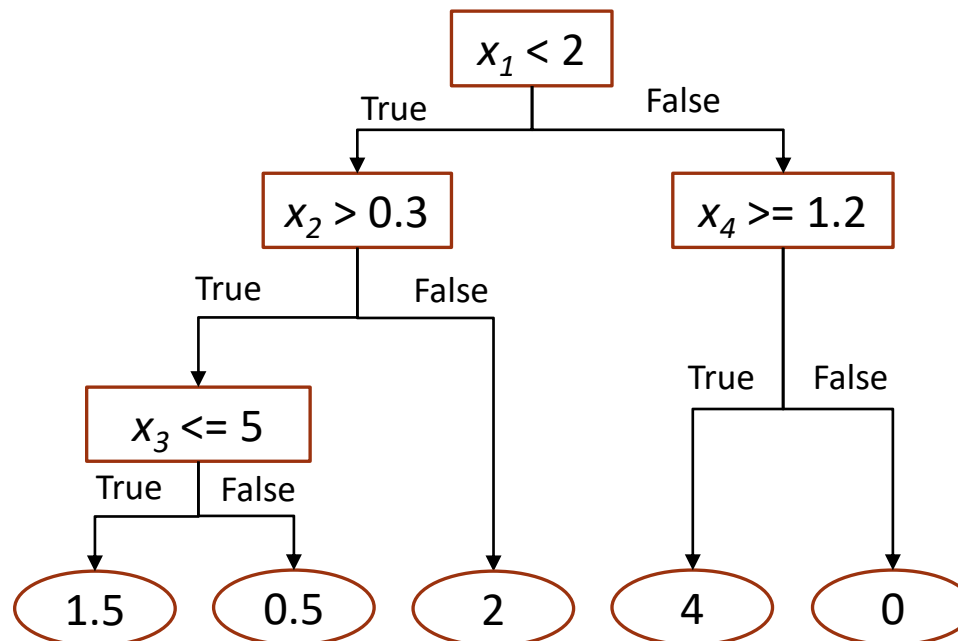 x₁ < 2
True
False
x₂ > 0.3
x₄ >= 1.2
True
False
True
False
x₃ <= 5
True
False
1.5
0.5
2
4
0